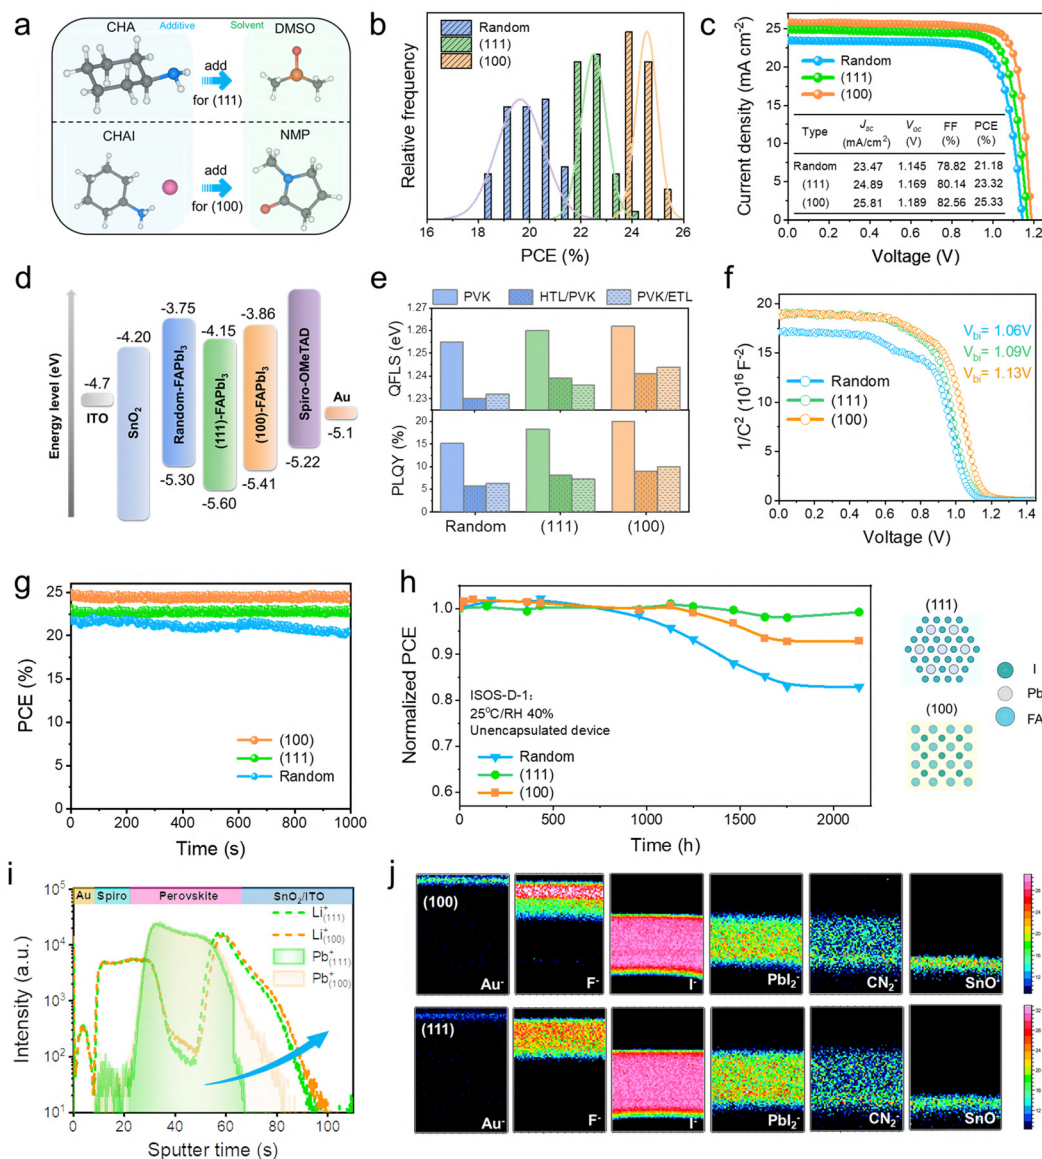 a
CHA
Additive
Solvent
DMSO
add
for (111)
CHAI
NMP
add
for (100)
b
Relative frequency
Random
(111)
(100)
16 18 20 22 24 26
PCE (%)
c
Current density (mA cm-2)
30
25
20
15
10
5
0
Random
(111)
(100)
Type Jsc (mA/cm2) Voc (V) FF (%) PCE (%)
Random 23.47 1.145 78.82 21.18
(111) 24.89 1.169 80.14 23.32
(100) 25.81 1.189 82.56 25.33
0.0 0.2 0.4 0.6 0.8 1.0 1.2
Voltage (V)
d
Energy level (eV)
-4.7
ITO
-4.20
SnO2
-3.75
Random-FAPbI3
-5.30
-4.15
(111)-FAPbI3
-5.60
-3.86
(100)-FAPbI3
-5.41
Spiro-OMeTAD
-5.22
Au
-5.1
e
PVK HTL/PVK PVK/ETL
QFLS (eV)
1.27
1.26
1.25
1.24
1.23
PLQY (%)
20
15
10
5
0
Random (111) (100)
f
1/C2 (1016 F-2)
20
15
10
5
0
Vbi= 1.06V
Vbi= 1.09V
Vbi= 1.13V
Random
(111)
(100)
0.0 0.2 0.4 0.6 0.8 1.0 1.2 1.4
Voltage (V)
g
PCE (%)
25
20
15
10
5
0
(100)
(111)
Random
0 200 400 600 800 1000
Time (s)
h
Normalized PCE
1.0
0.9
0.8
0.7
0.6
ISOS-D-1:
25°C/RH 40%
Unencapsulated device
Random
(111)
(100)
0 500 1000 1500 2000
Time (h)
(111)
(100)
I
Pb
FA
i
Au Spiro Perovskite SnO2/ITO
Intensity (a.u.)
105
104
103
102
101
Li+(111)
Li+(100)
Pb+(111)
Pb+(100)
0 20 40 60 80 100
Sputter time (s)
j
(100)
Au- F- I- PbI2- CN2- SnO-
(111)
Au- F- I- PbI2- CN2- SnO-